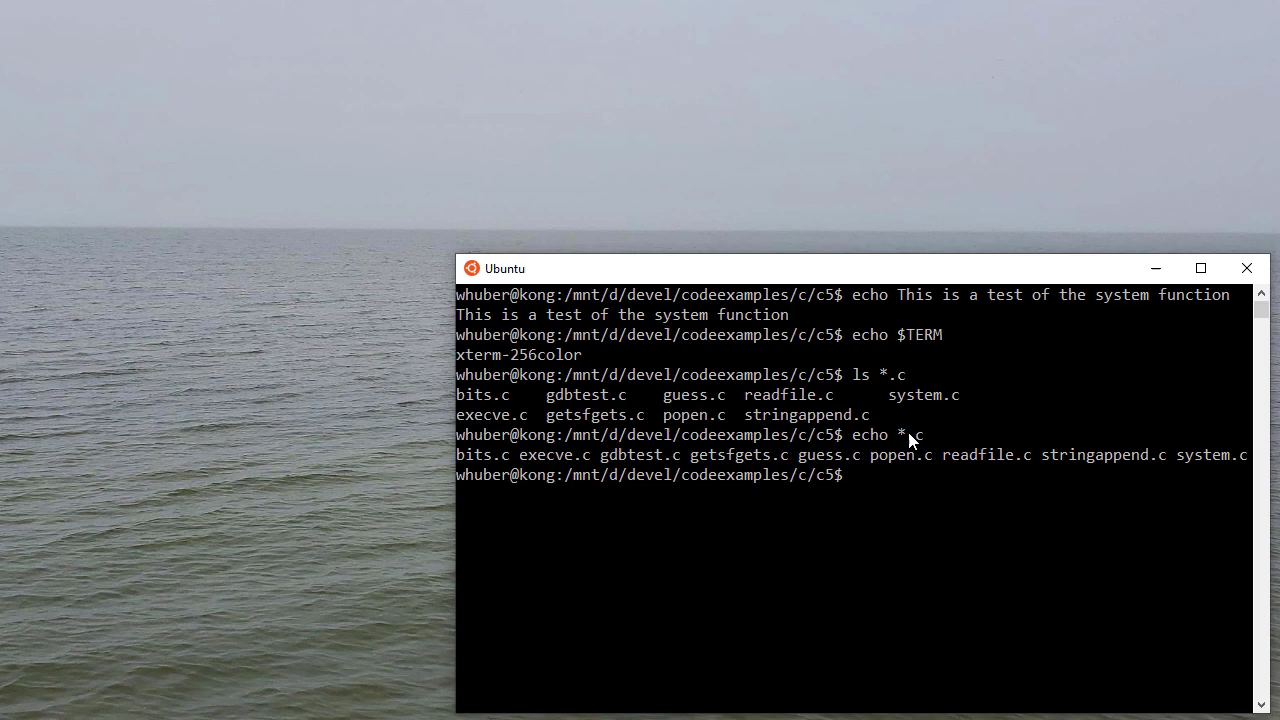 Ubuntu
whuber@kong:/mnt/d/devel/codeexamples/c/c5$ echo This is a test of the system function
This is a test of the system function
whuber@kong:/mnt/d/devel/codeexamples/c/c5$ echo $TERM
xterm-256color
whuber@kong:/mnt/d/devel/codeexamples/c/c5$ ls *.c
bits.c    gdbtest.c    guess.c  readfile.c      system.c
execve.c  getsfgets.c  popen.c  stringappend.c
whuber@kong:/mnt/d/devel/codeexamples/c/c5$ echo *.c
bits.c execve.c gdbtest.c getsfgets.c guess.c popen.c readfile.c stringappend.c system.c
whuber@kong:/mnt/d/devel/codeexamples/c/c5$